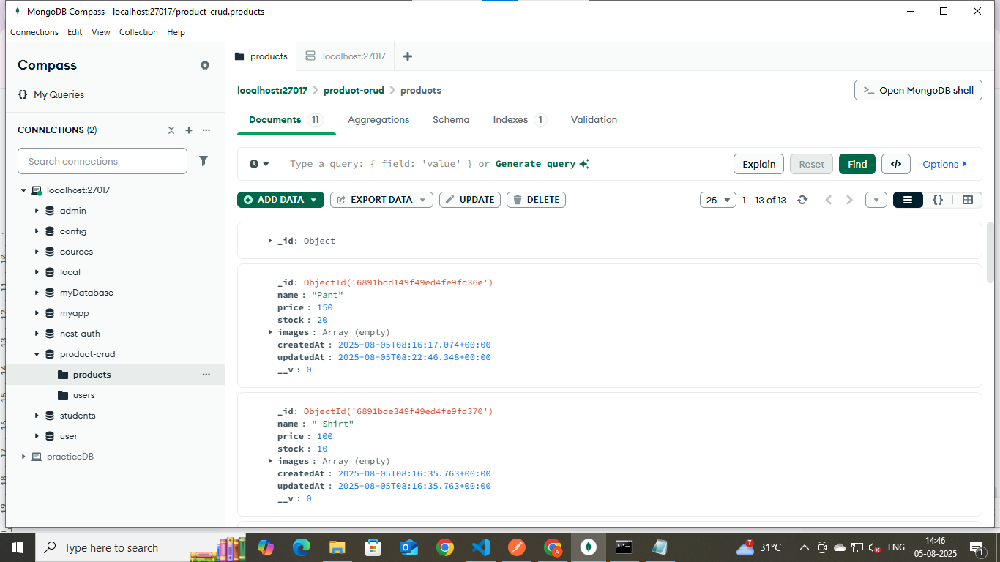 MongoDB Compass - localhost:27017/product-crud.products
Connections Edit View Collection Help
Compass
{} My Queries
CONNECTIONS (2)
Search connections
localhost:27017
admin
config
cources
local
myDatabase
myapp
nest-auth
product-crud
products
users
students
user
practiceDB
products
localhost:27017
localhost:27017 > product-crud > products
>_ Open MongoDB shell
Documents 11 Aggregations Schema Indexes 1 Validation
Type a query: { field: 'value' } or Generate query
Explain Reset Find </> Options
ADD DATA EXPORT DATA UPDATE DELETE
25 1 – 13 of 13 {}
_id: Object
_id: ObjectId('6891bdd149f49ed4fe9fd36e')
name : "Pant"
price : 150
stock : 20
images : Array (empty)
createdAt : 2025-08-05T08:16:17.074+00:00
updatedAt : 2025-08-05T08:22:46.348+00:00
__v : 0
_id: ObjectId('6891bde349f49ed4fe9fd370')
name : " Shirt"
price : 100
stock : 10
images : Array (empty)
createdAt : 2025-08-05T08:16:35.763+00:00
updatedAt : 2025-08-05T08:16:35.763+00:00
__v : 0
Type here to search
7
31°C
ENG
14:46
05-08-2025
1